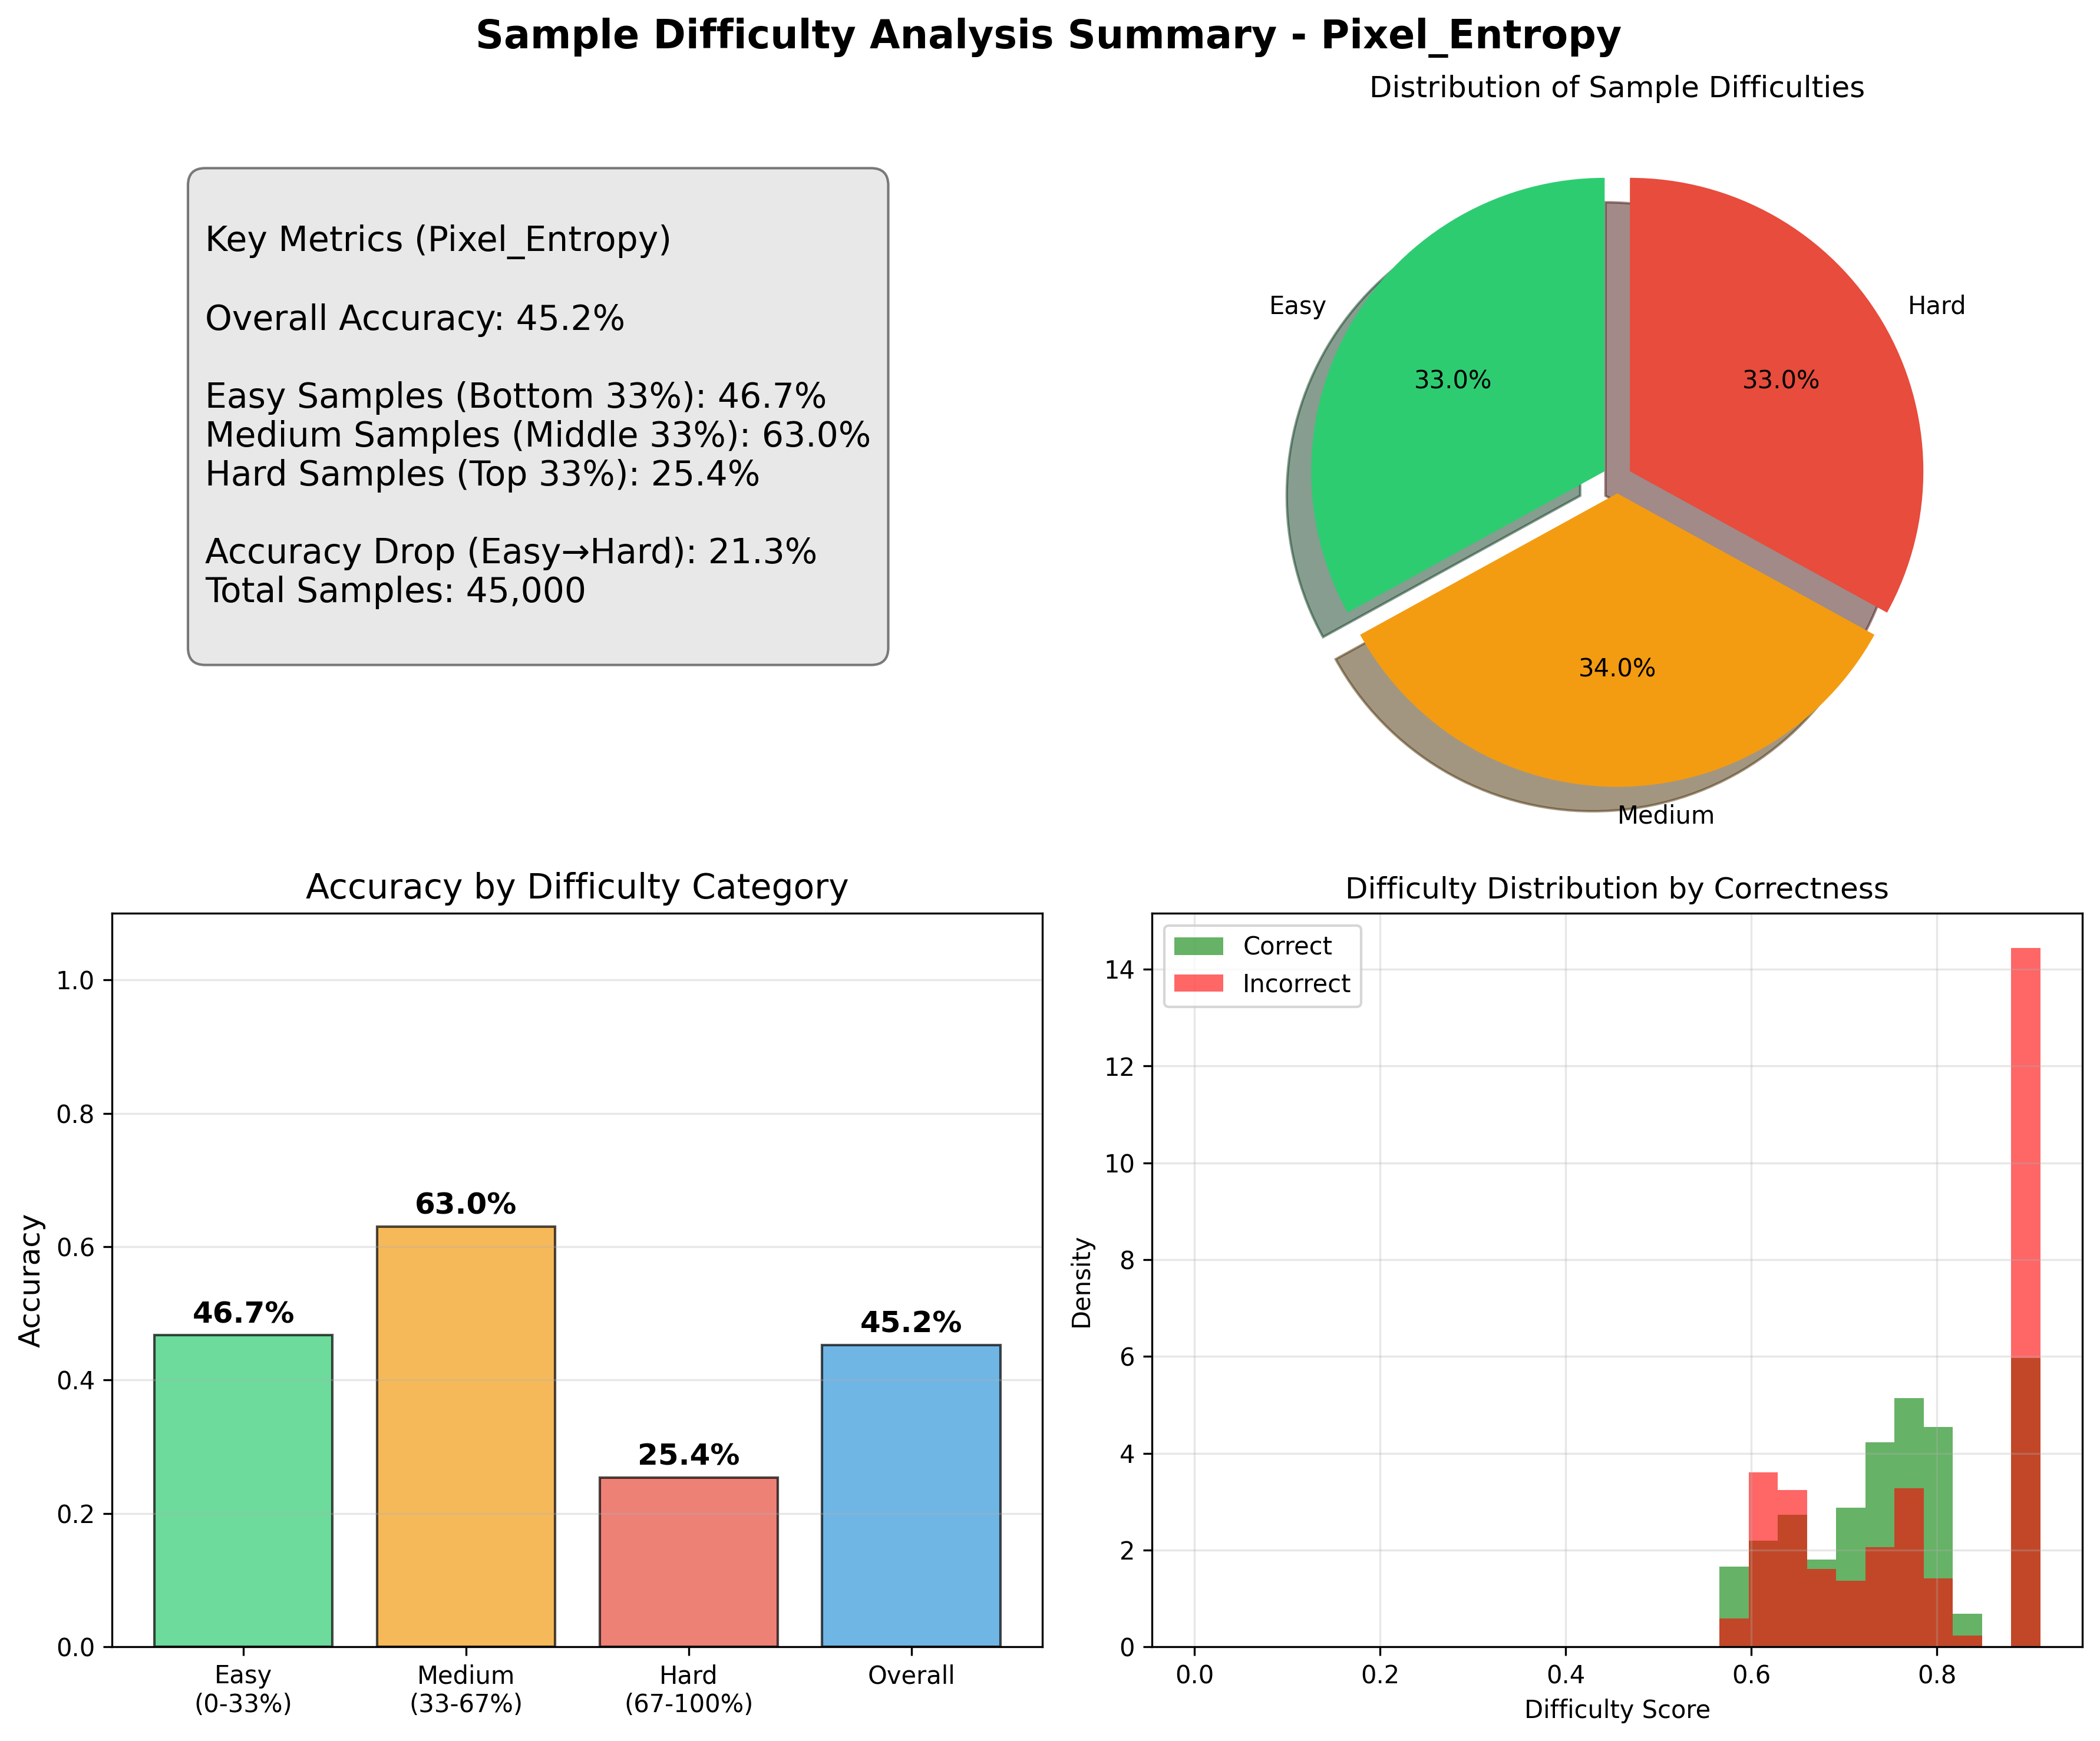 Sample Difficulty Analysis Summary - Pixel_Entropy
Key Metrics (Pixel_Entropy)
Overall Accuracy: 45.2%
Easy Samples (Bottom 33%): 46.7%
Medium Samples (Middle 33%): 63.0%
Hard Samples (Top 33%): 25.4%
Accuracy Drop (Easy→Hard): 21.3%
Total Samples: 45,000
Distribution of Sample Difficulties
Easy
Hard
33.0%
33.0%
34.0%
Medium
Accuracy by Difficulty Category
Accuracy
1.0
0.8
0.6
0.4
0.2
0.0
46.7%
63.0%
25.4%
45.2%
Easy
(0-33%)
Medium
(33-67%)
Hard
(67-100%)
Overall
Difficulty Distribution by Correctness
Correct
Incorrect
Density
14
12
10
8
6
4
2
0
0.0
0.2
0.4
0.6
0.8
Difficulty Score